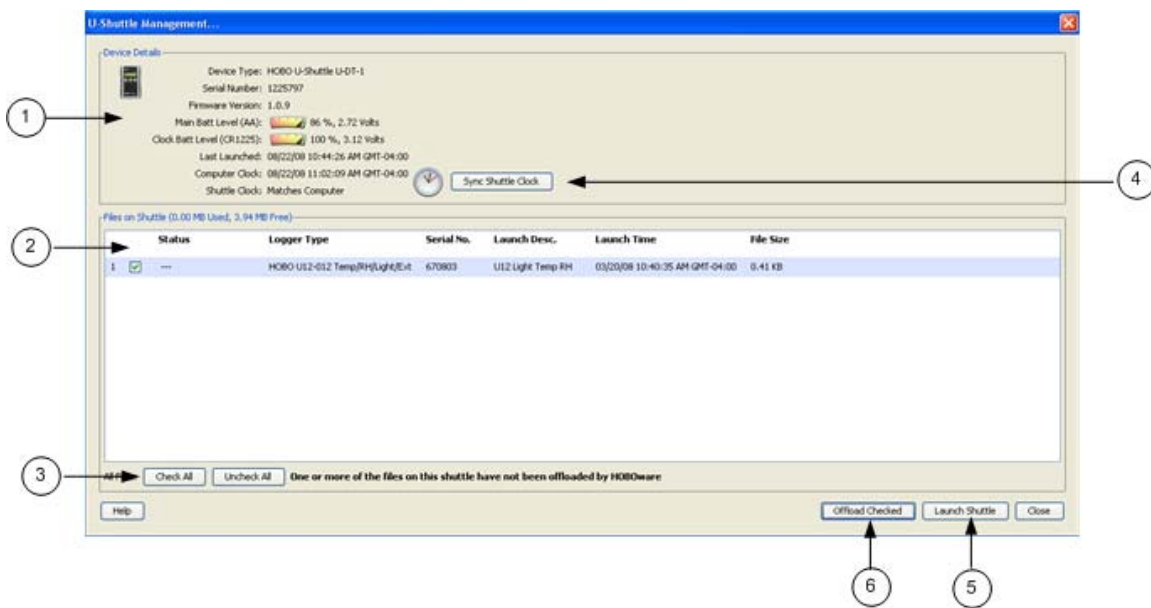 U-Shuttle Management...
Device Details
Device Type: HOBO U-Shuttle U-DT-1
Serial Number: 1225797
Firmware Version: 1.0.9
1
Main Batt Level (AA): 86 %, 2.72 Volts
Clock Batt Level (CR1225): 100 %, 3.12 Volts
Last Launched: 08/22/08 10:44:26 AM GMT-04:00
Computer Clock: 08/22/08 11:02:09 AM GMT-04:00
Sync Shuttle Clock
4
Shuttle Clock: Matches Computer
Files on Shuttle (0.00 MB Used, 3.94 MB Free)
2
Status Logger Type Serial No. Launch Desc. Launch Time File Size
1 --- HOBO U12-012 Temp/RH/Light/Ext 670803 U12 Light Temp RH 03/20/08 10:40:35 AM GMT-04:00 0.41 KB
3
Check All Uncheck All One or more of the files on this shuttle have not been offloaded by HOBOware
Help Offload Checked Launch Shuttle Close
6 5